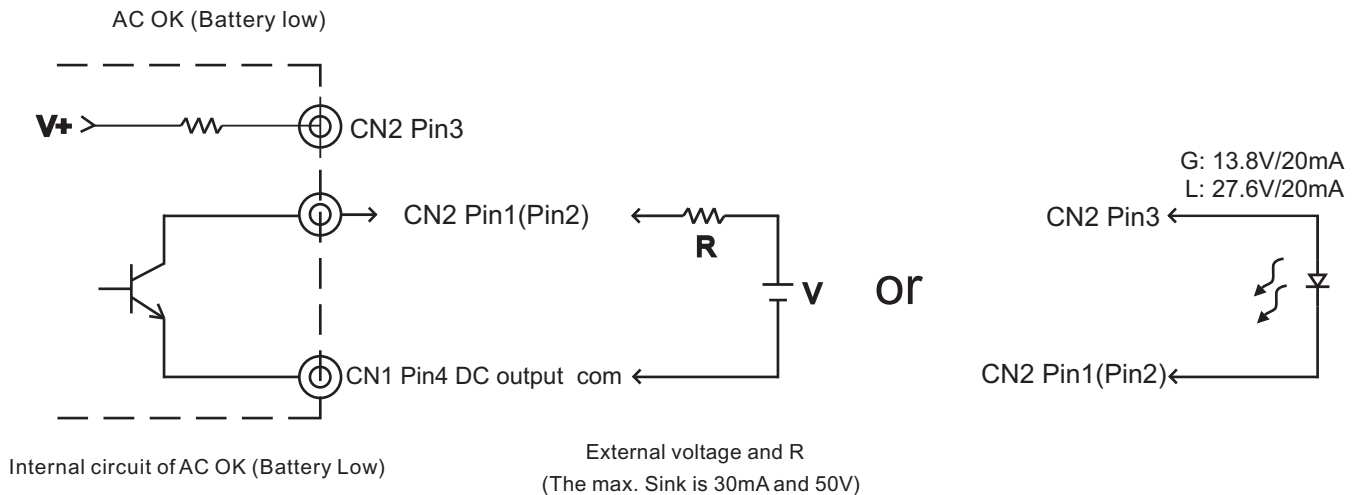 AC OK (Battery low)
V+
CN2 Pin3
CN2 Pin1(Pin2)
R
V
CN1 Pin4 DC output com
or
G: 13.8V/20mA
L: 27.6V/20mA
CN2 Pin3
CN2 Pin1(Pin2)
Internal circuit of AC OK (Battery Low)
External voltage and R
(The max. Sink is 30mA and 50V)